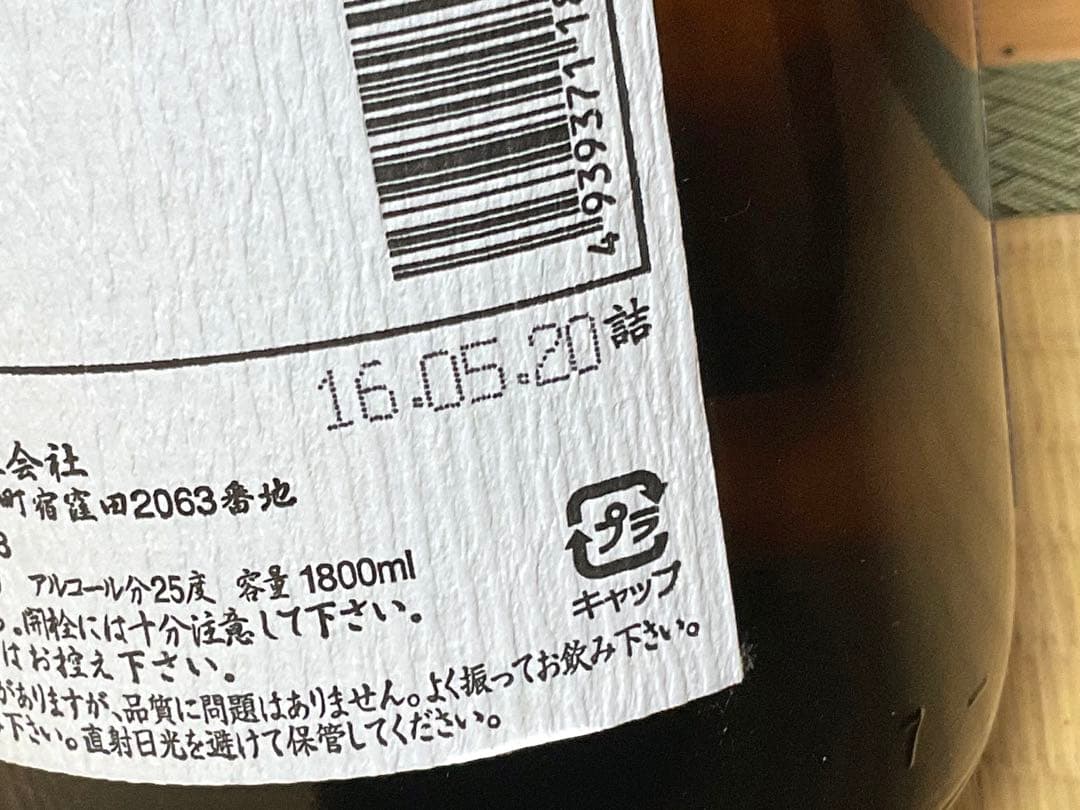 4 939371 18
16.05.20詰
会社
町宿窪田2063番地
3
アルコール分25度 容量 1800ml
。開栓には十分注意して下さい。
はお控え下さい。
がありますが、品質に問題はありません。よく振ってお飲み下さい。
下さい。直射日光を避けて保管してください。
プラ
キャップ